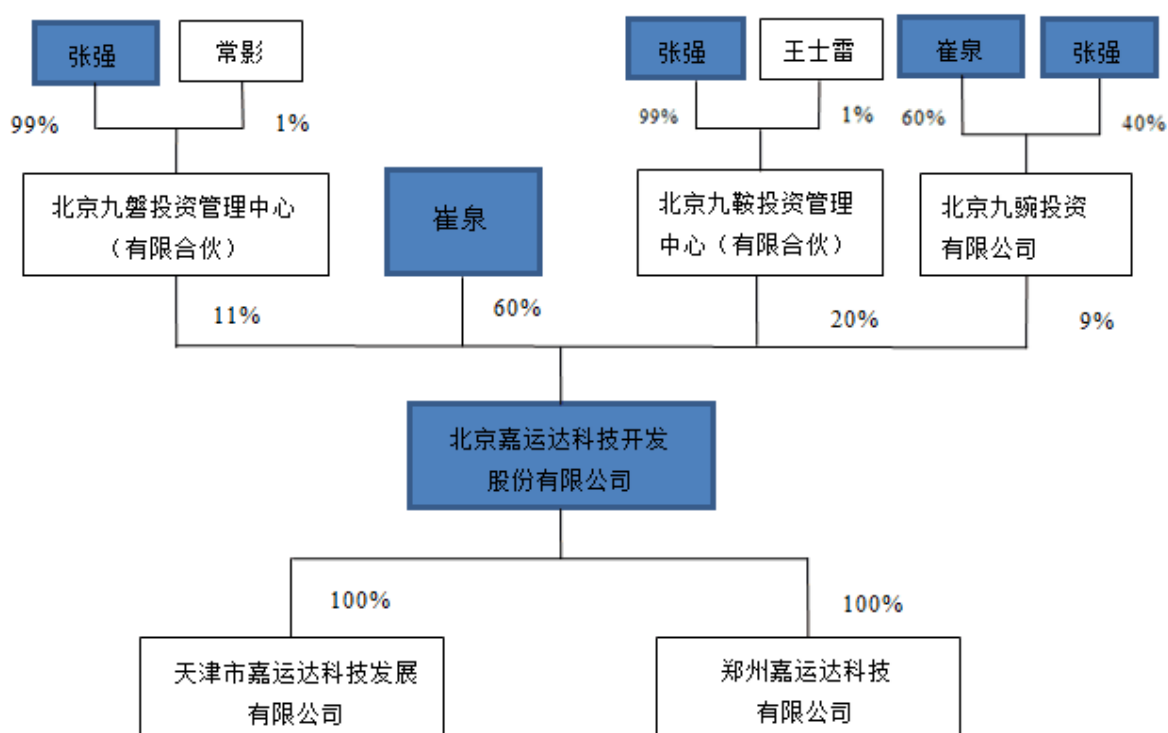 张强
常影
张强
王士雷
崔泉
张强
99%
1%
99%
1%
60%
40%
北京九磐投资管理中心
（有限合伙）
崔泉
北京九鞍投资管理
中心（有限合伙）
北京九豌投资
有限公司
11%
60%
20%
9%
北京嘉运达科技开发
股份有限公司
100%
100%
天津市嘉运达科技发展
有限公司
郑州嘉运达科技
有限公司